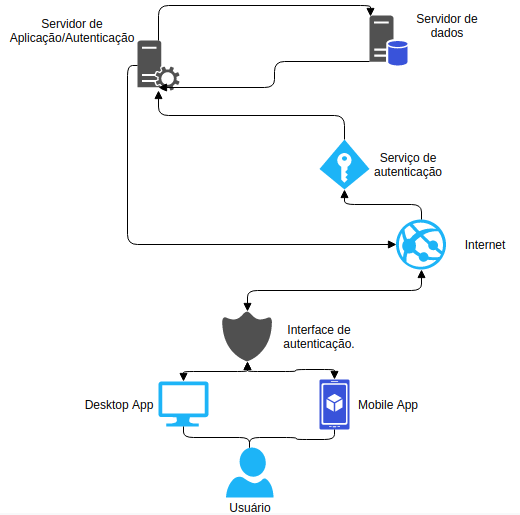 Servidor de
Aplicação/Autenticação
Servidor de
dados
Serviço de
autenticação
Internet
Interface de
autenticação.
Desktop App
Mobile App
Usuário